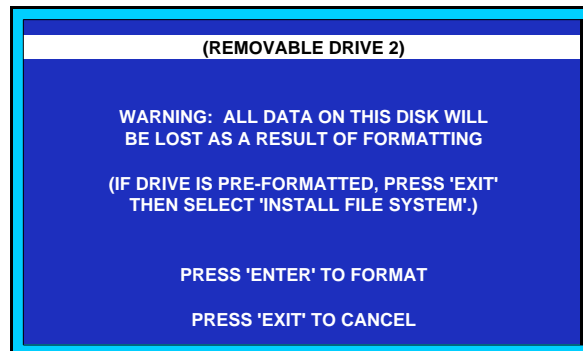 (REMOVABLE DRIVE 2)
WARNING:  ALL DATA ON THIS DISK WILL
BE LOST AS A RESULT OF FORMATTING
(IF DRIVE IS PRE-FORMATTED, PRESS 'EXIT'
THEN SELECT 'INSTALL FILE SYSTEM'.)
PRESS 'ENTER' TO FORMAT
PRESS 'EXIT' TO CANCEL